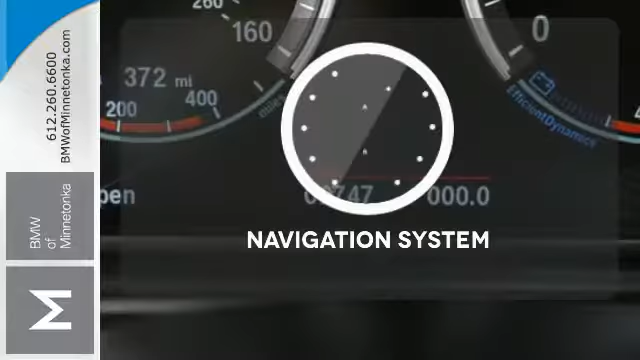 612.260.6600
BMWofMinnetonka.com
BMW
of
Minnetonka
M
260
160
372 mi
200
400
miles
0
EfficientDynamics
000.0
NAVIGATION SYSTEM